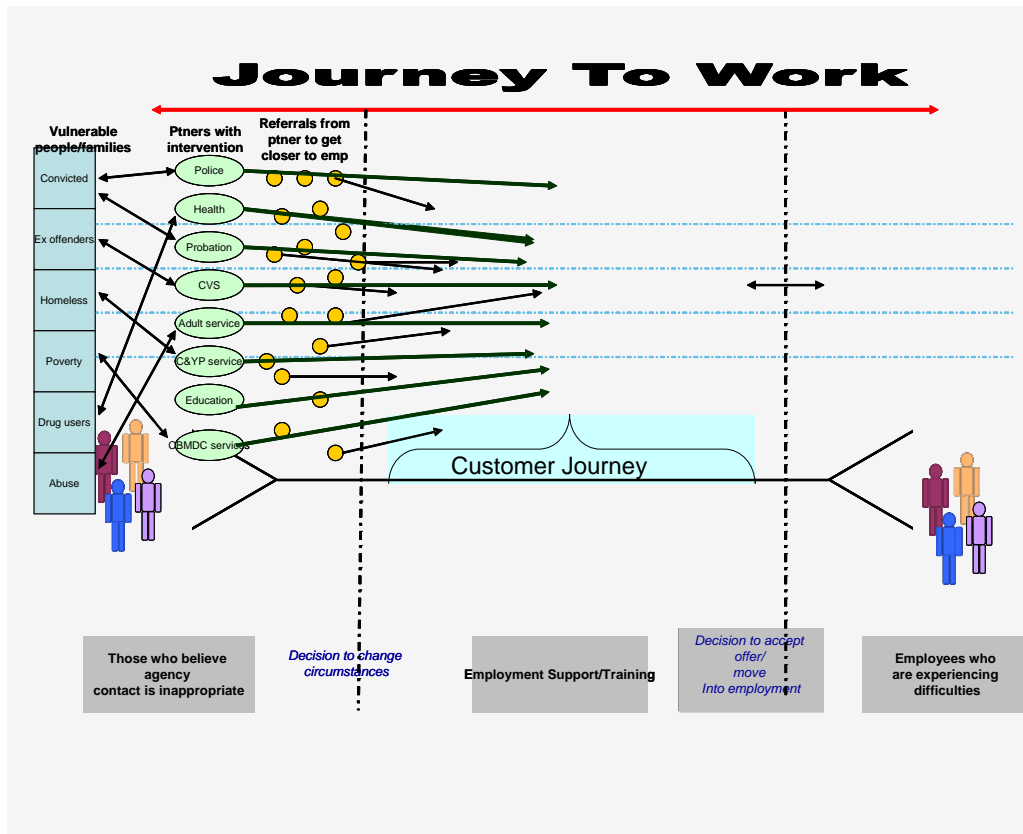 Journey To Work
Vulnerable
people/families
Ptners with
intervention
Referrals from
ptner to get
closer to emp
Convicted
Ex offenders
Homeless
Poverty
Drug users
Abuse
Police
Health
Probation
CVS
Adult service
C&YP service
Education
CBMDC services
Customer Journey
Those who believe
agency
contact is inappropriate
Decision to change
circumstances
Employment Support/Training
Decision to accept
offer/
move
Into employment
Employees who
are experiencing
difficulties